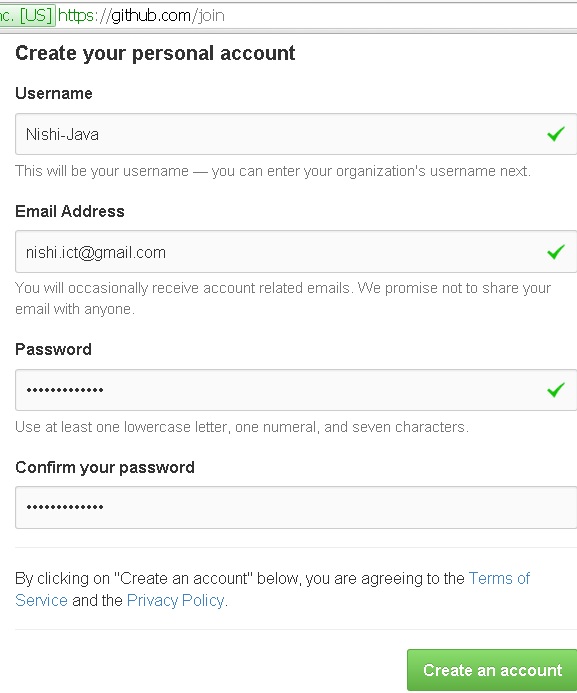 nc. [US] https://github.com/join
Create your personal account
Username
Nishi-Java
This will be your username — you can enter your organization's username next.
Email Address
nishi.ict@gmail.com
You will occasionally receive account related emails. We promise not to share your
email with anyone.
Password
•••••••••••••
Use at least one lowercase letter, one numeral, and seven characters.
Confirm your password
•••••••••••••
By clicking on "Create an account" below, you are agreeing to the Terms of
Service and the Privacy Policy.
Create an account